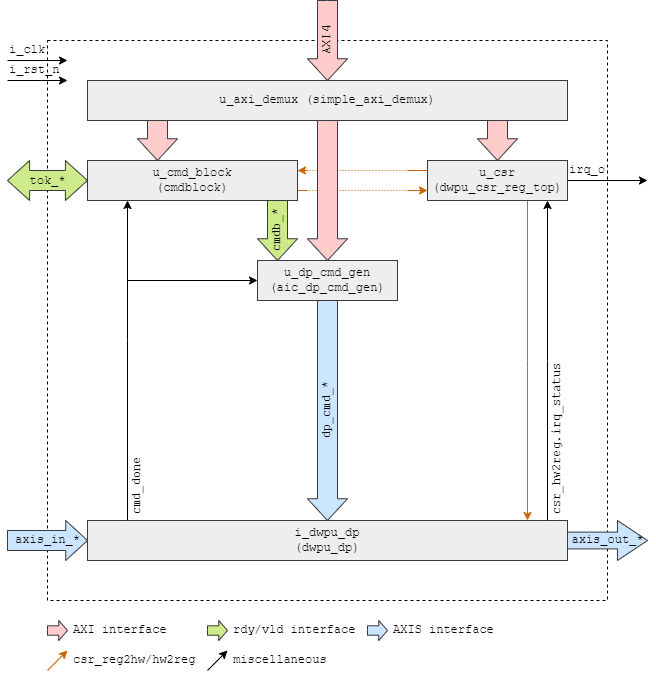 AXI4
i_clk
i_rst_n
u_axi_demux (simple_axi_demux)
tok_*
u_cmd_block
(cmdblock)
u_csr
(dwpu_csr_reg_top)
irq_o
cmdb_*
u_dp_cmd_gen
(aic_dp_cmd_gen)
dp_cmd_*
cmd_done
csr_hw2reg.irq_status
axis_in_*
i_dwpu_dp
(dwpu_dp)
axis_out_*
AXI interface
rdy/vld interface
AXIS interface
csr_reg2hw/hw2reg
miscellaneous